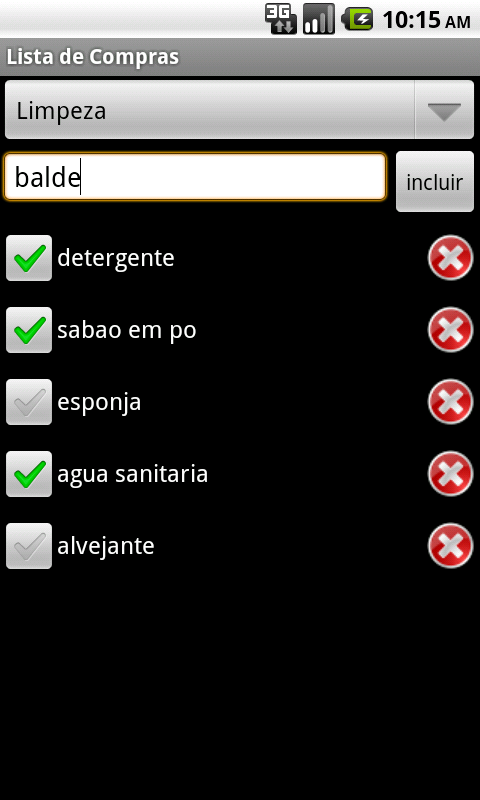 3G 10:15 AM
Lista de Compras
Limpeza
balde
incluir
detergente
sabao em po
esponja
agua sanitaria
alvejante